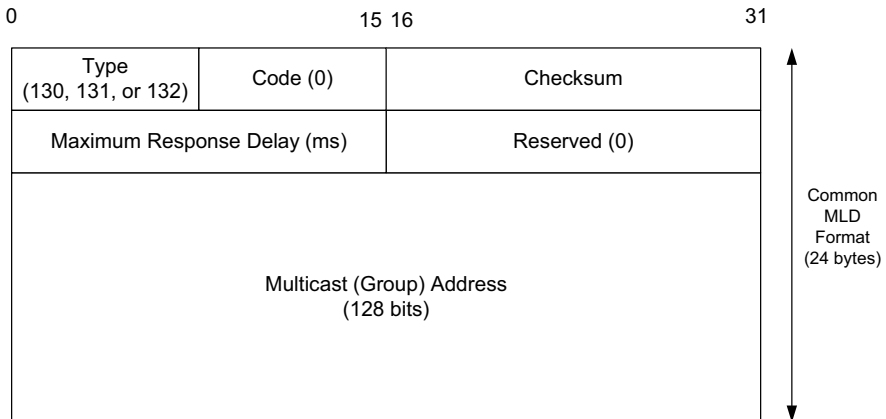 0 15 16 31
Type
(130, 131, or 132)
Code (0)
Checksum
Maximum Response Delay (ms)
Reserved (0)
Multicast (Group) Address
(128 bits)
Common
MLD
Format
(24 bytes)